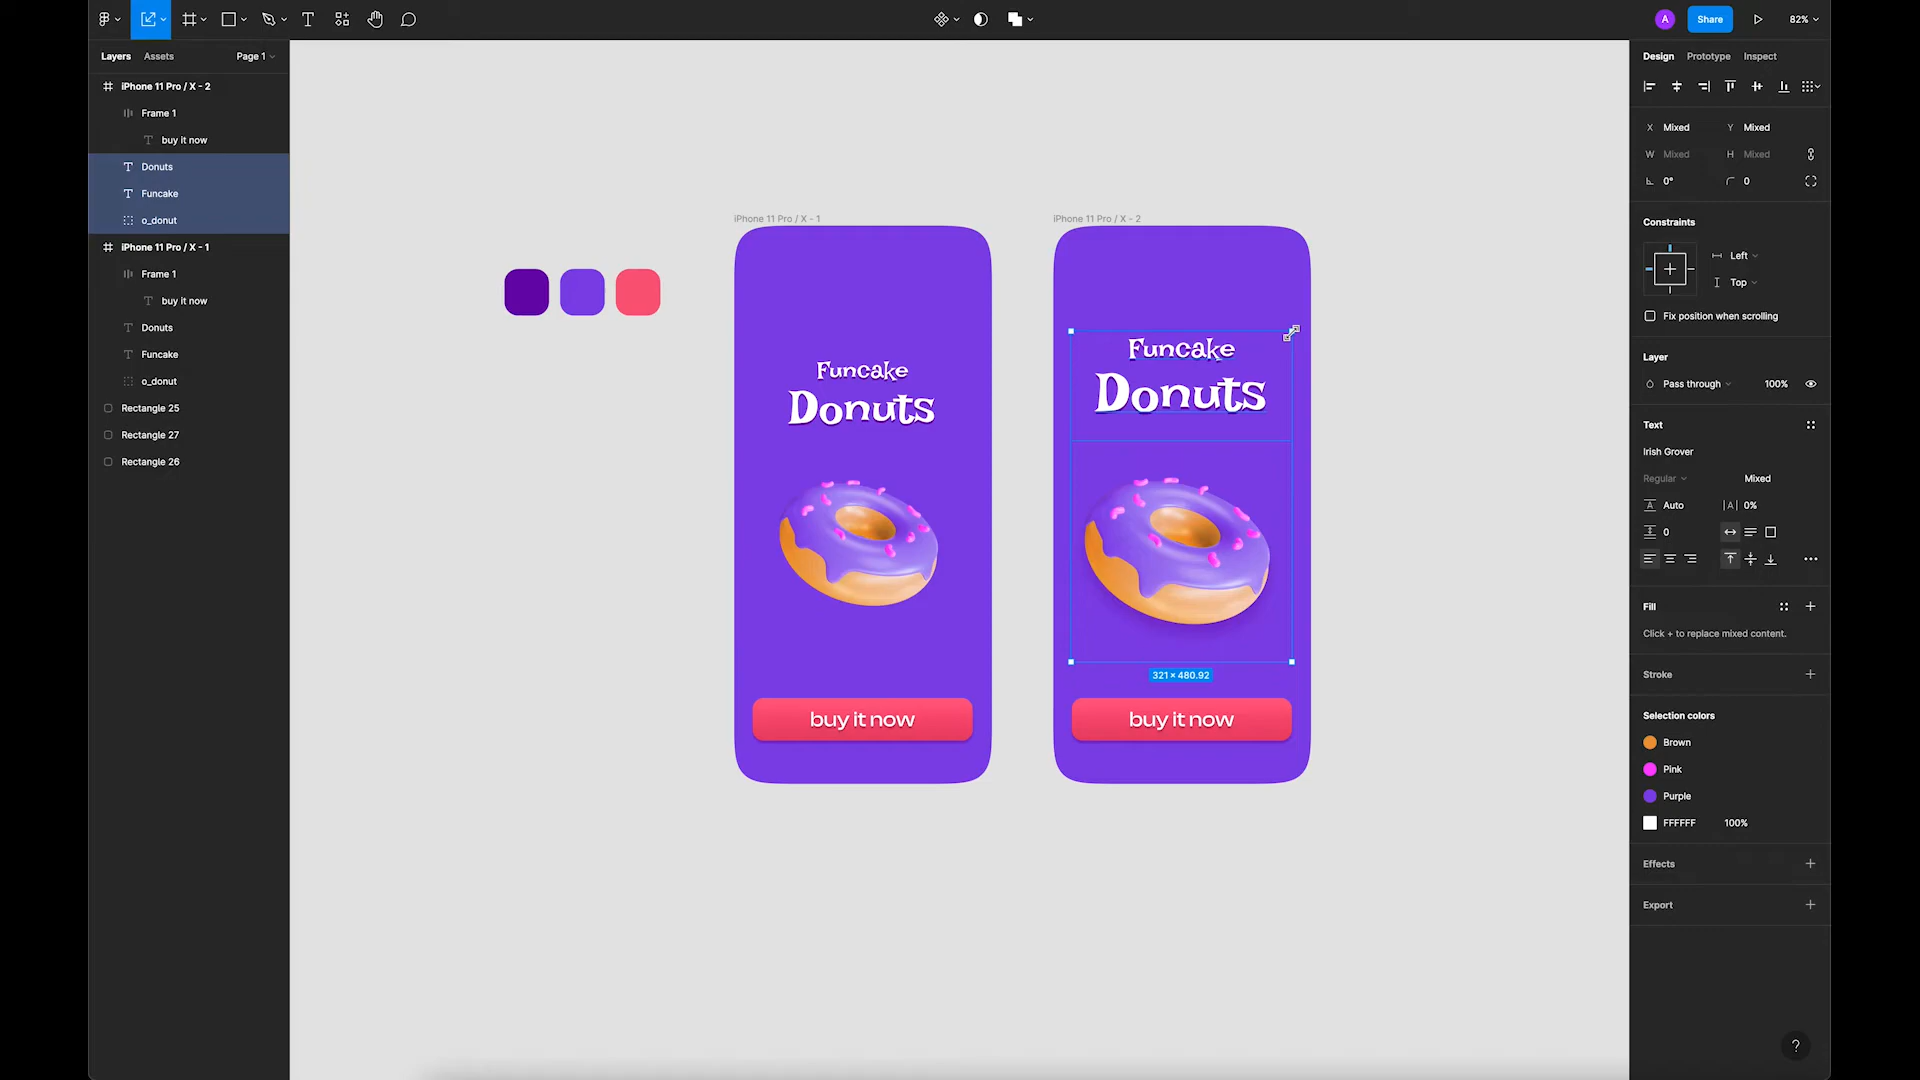 A
Share
82%
Layers
Assets
Page 1
iPhone 11 Pro / X - 2
Frame 1
buy it now
Donuts
Funcake
o_donut
iPhone 11 Pro / X - 1
Frame 1
buy it now
Donuts
Funcake
o_donut
Rectangle 25
Rectangle 27
Rectangle 26
iPhone 11 Pro / X - 1
Funcake
Donuts
buy it now
iPhone 11 Pro / X - 2
Funcake
Donuts
321 × 480.92
buy it now
Design
Prototype
Inspect
X Mixed
Y Mixed
W Mixed
H Mixed
0°
0
Constraints
Left
Top
Fix position when scrolling
Layer
Pass through
100%
Text
Irish Grover
Regular
Mixed
Auto
0%
0
Fill
Click + to replace mixed content.
Stroke
Selection colors
Brown
Pink
Purple
FFFFFF
100%
Effects
Export
?